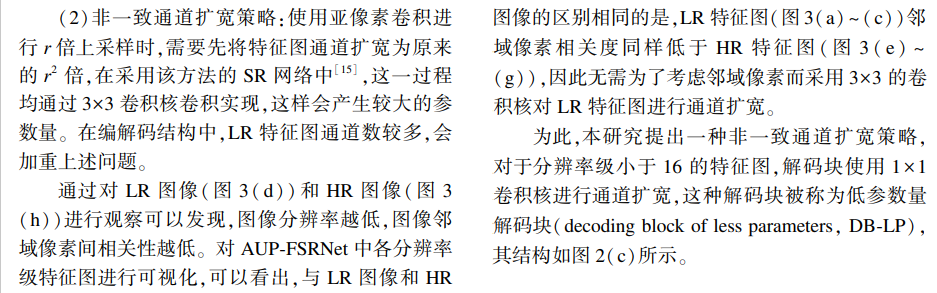 (2)非一致通道扩宽策略:使用亚像素卷积进
行 r 倍上采样时,需要先将特征图通道扩宽为原来
的 r² 倍,在采用该方法的 SR 网络中[15],这一过程
均通过 3×3 卷积核卷积实现,这样会产生较大的参
数量。在编解码结构中,LR 特征图通道数较多,会
加重上述问题。
通过对 LR 图像(图 3(d))和 HR 图像(图 3
(h))进行观察可以发现,图像分辨率越低,图像邻
域像素间相关性越低。对 AUP-FSRNet 中各分辨率
级特征图进行可视化,可以看出,与 LR 图像和 HR
图像的区别相同的是,LR 特征图(图 3(a)~(c))邻
域像素相关度同样低于 HR 特征图(图 3(e)~
(g)),因此无需为了考虑邻域像素而采用 3×3 的卷
积核对 LR 特征图进行通道扩宽。
为此,本研究提出一种非一致通道扩宽策略,
对于分辨率级小于 16 的特征图,解码块使用 1×1
卷积核进行通道扩宽,这种解码块被称为低参数量
解码块(decoding block of less parameters, DB-LP),
其结构如图 2(c)所示。